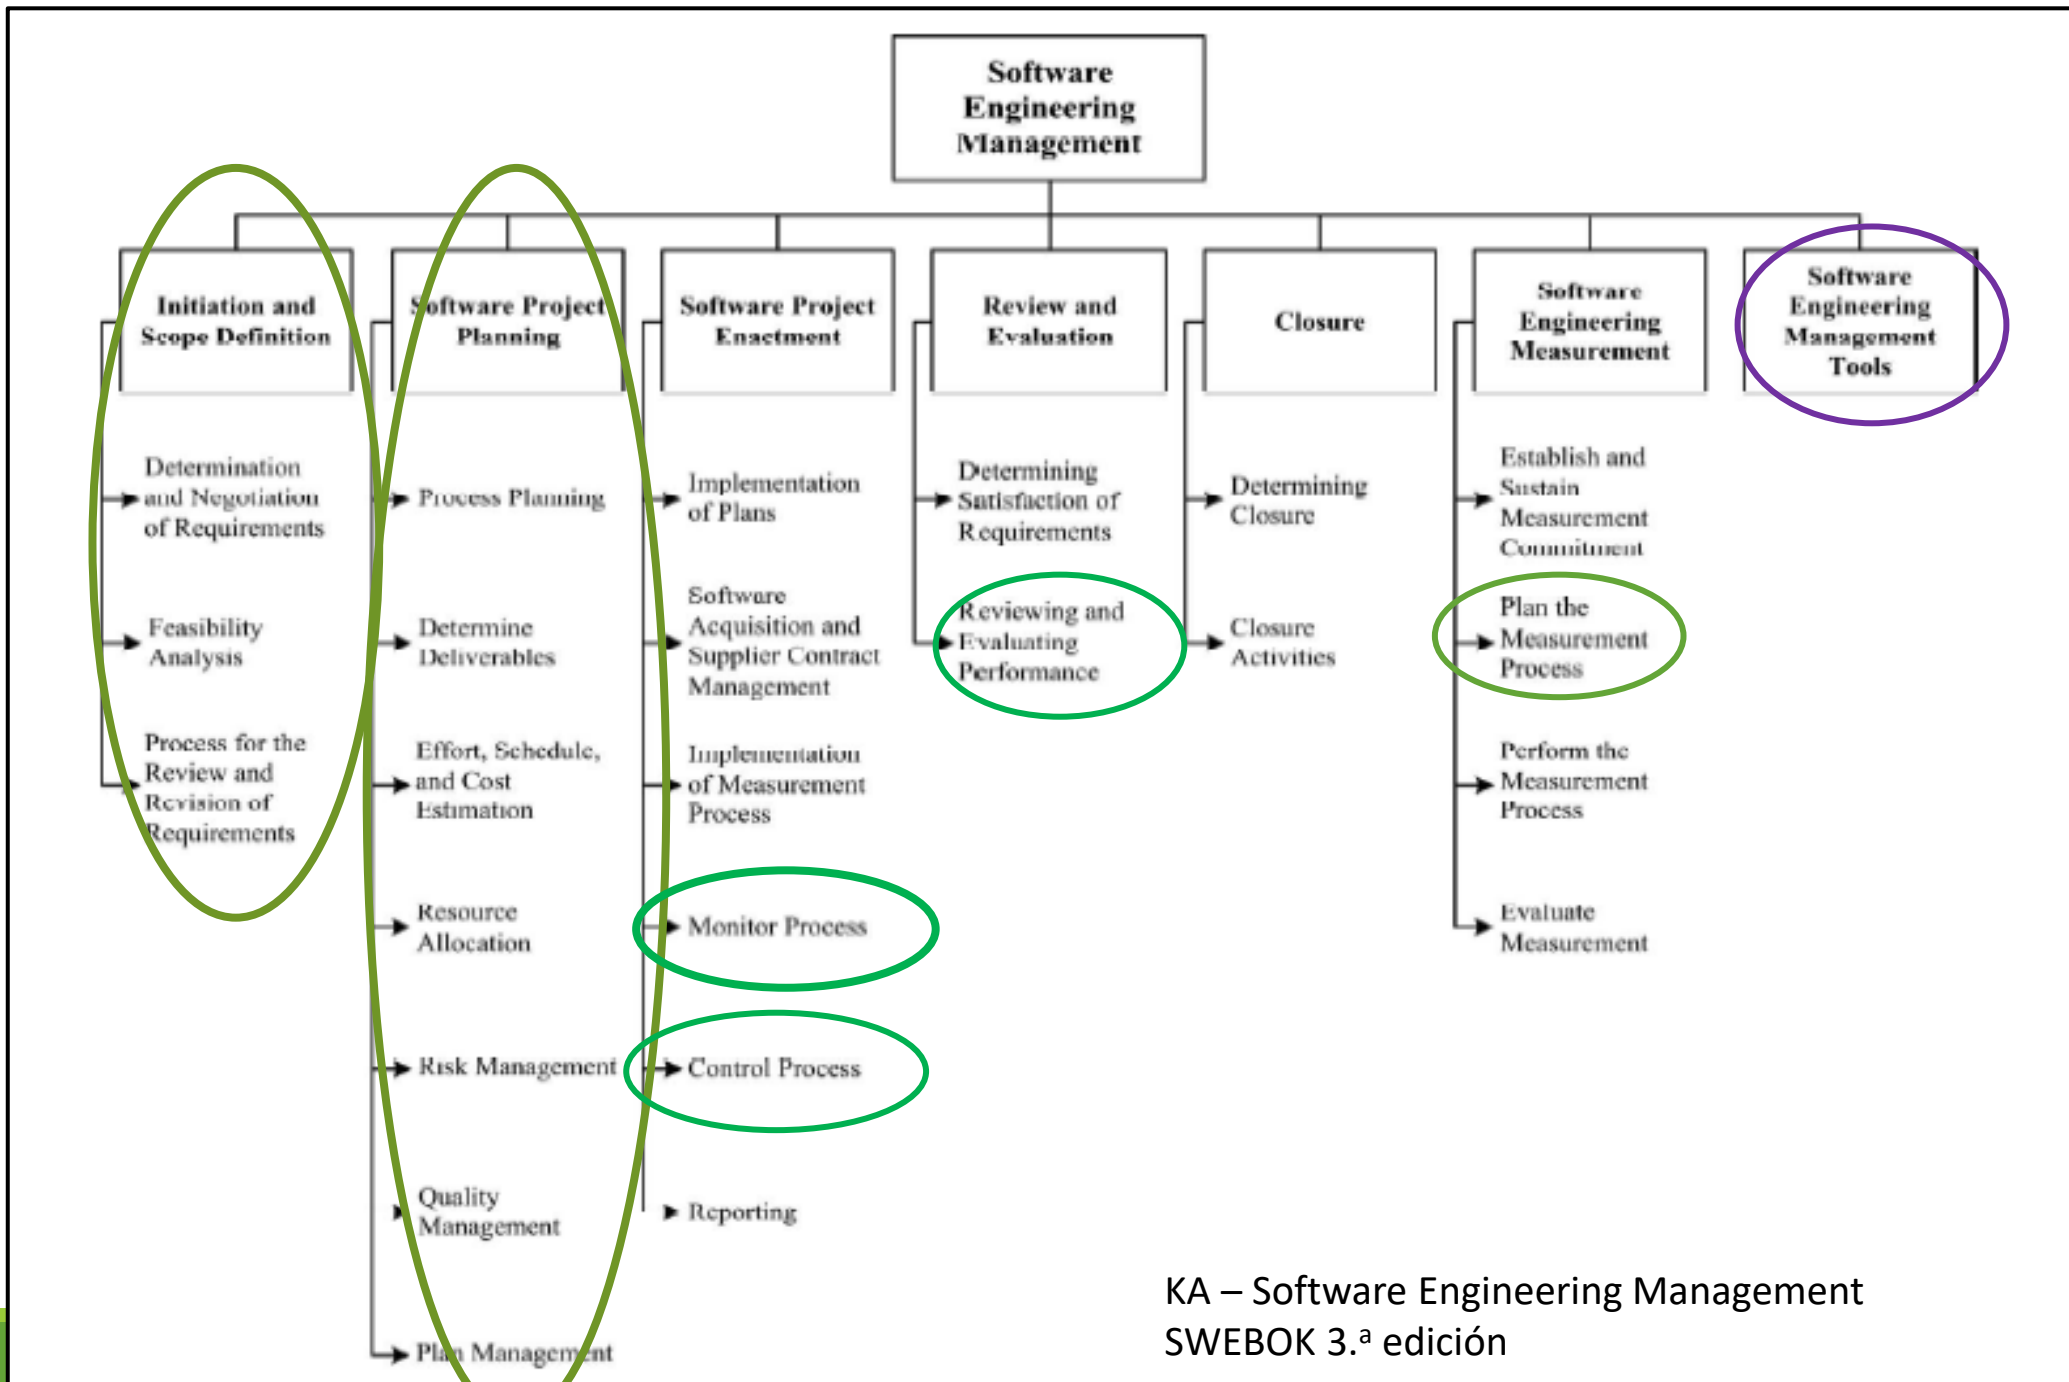 Software
Engineering
Management
Initiation and
Scope Definition
Determination
and Negotiation
of Requirements
Feasibility
Analysis
Process for the
Review and
Revision of
Requirements
Software Project
Planning
Process Planning
Determine
Deliverables
Effort, Schedule,
and Cost
Estimation
Resource
Allocation
Risk Management
Quality
Management
Plan Management
Software Project
Enactment
Implementation
of Plans
Software
Acquisition and
Supplier Contract
Management
Implementation
of Measurement
Process
Monitor Process
Control Process
Reporting
Review and
Evaluation
Determining
Satisfaction of
Requirements
Reviewing and
Evaluating
Performance
Closure
Determining
Closure
Closure
Activities
Software
Engineering
Measurement
Establish and
Sustain
Measurement
Commitment
Plan the
Measurement
Process
Perform the
Measurement
Process
Evaluate
Measurement
Software
Engineering
Management
Tools
KA – Software Engineering Management
SWEBOK 3.ª edición